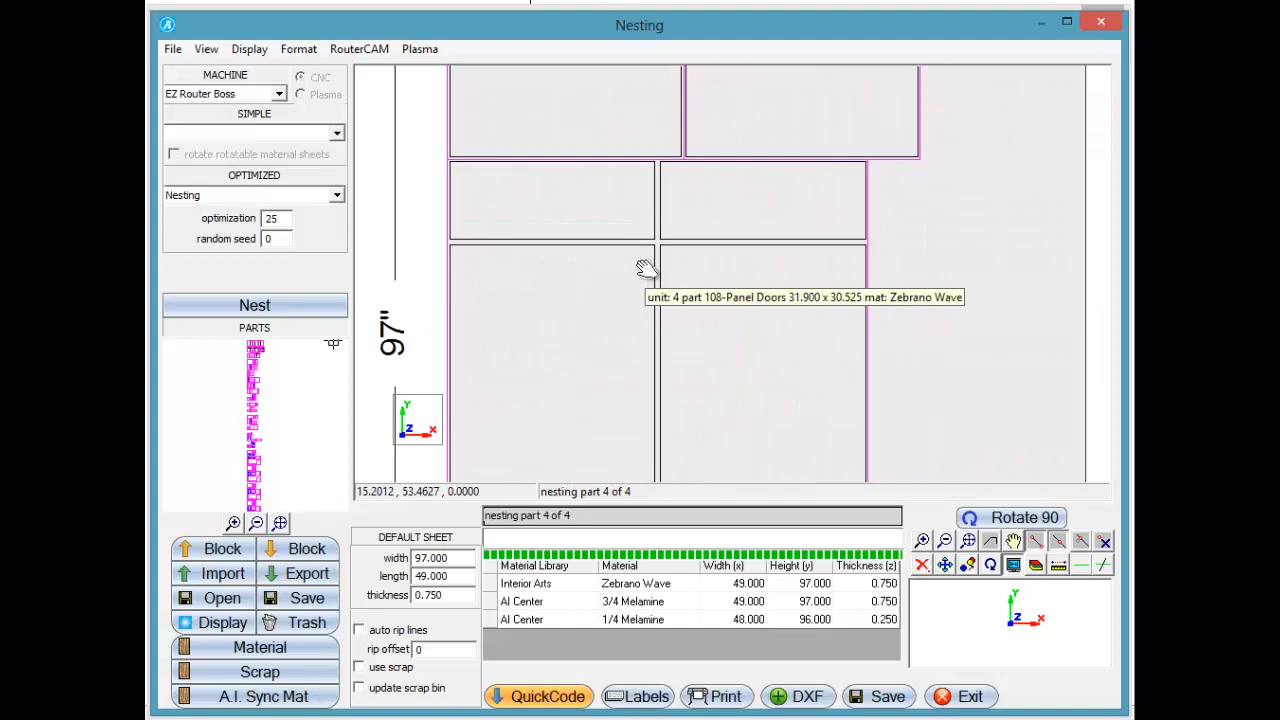 Nesting
File View Display Format RouterCAM Plasma
MACHINE
CNC
EZ Router Boss
Plasma
SIMPLE
rotate rotatable material sheets
OPTIMIZED
Nesting
optimization 25
random seed 0
Nest
PARTS
97"
unit: 4 part 108-Panel Doors 31.900 x 30.525 mat: Zebrano Wave
Y
Z X
15.2012 , 53.4627, 0.0000 nesting part 4 of 4
nesting part 4 of 4
Rotate 90
DEFAULT SHEET
width 97.000
length 49.000
thickness 0.750
auto rip lines
rip offset 0
use scrap
update scrap bin
Block Block
Import Export
Open Save
Display Trash
Material
Scrap
A.I. Sync Mat
Material Library Material Width (x) Height (y) Thickness (z)
Interior Arts Zebrano Wave 49.000 97.000 0.750
AI Center 3/4 Melamine 49.000 97.000 0.750
AI Center 1/4 Melamine 48.000 96.000 0.250
Y
Z X
QuickCode Labels Print DXF Save Exit